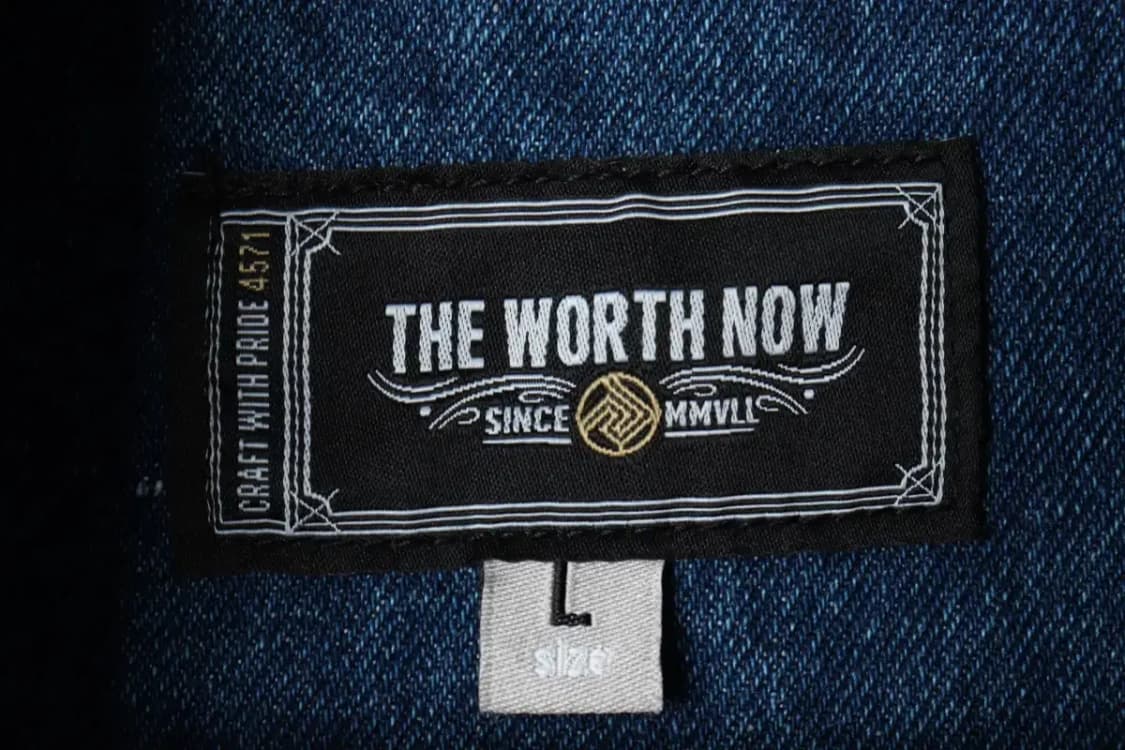 CRAFT WITH PRIDE 4571
THE WORTH NOW
SINCE MMVLL
L
size